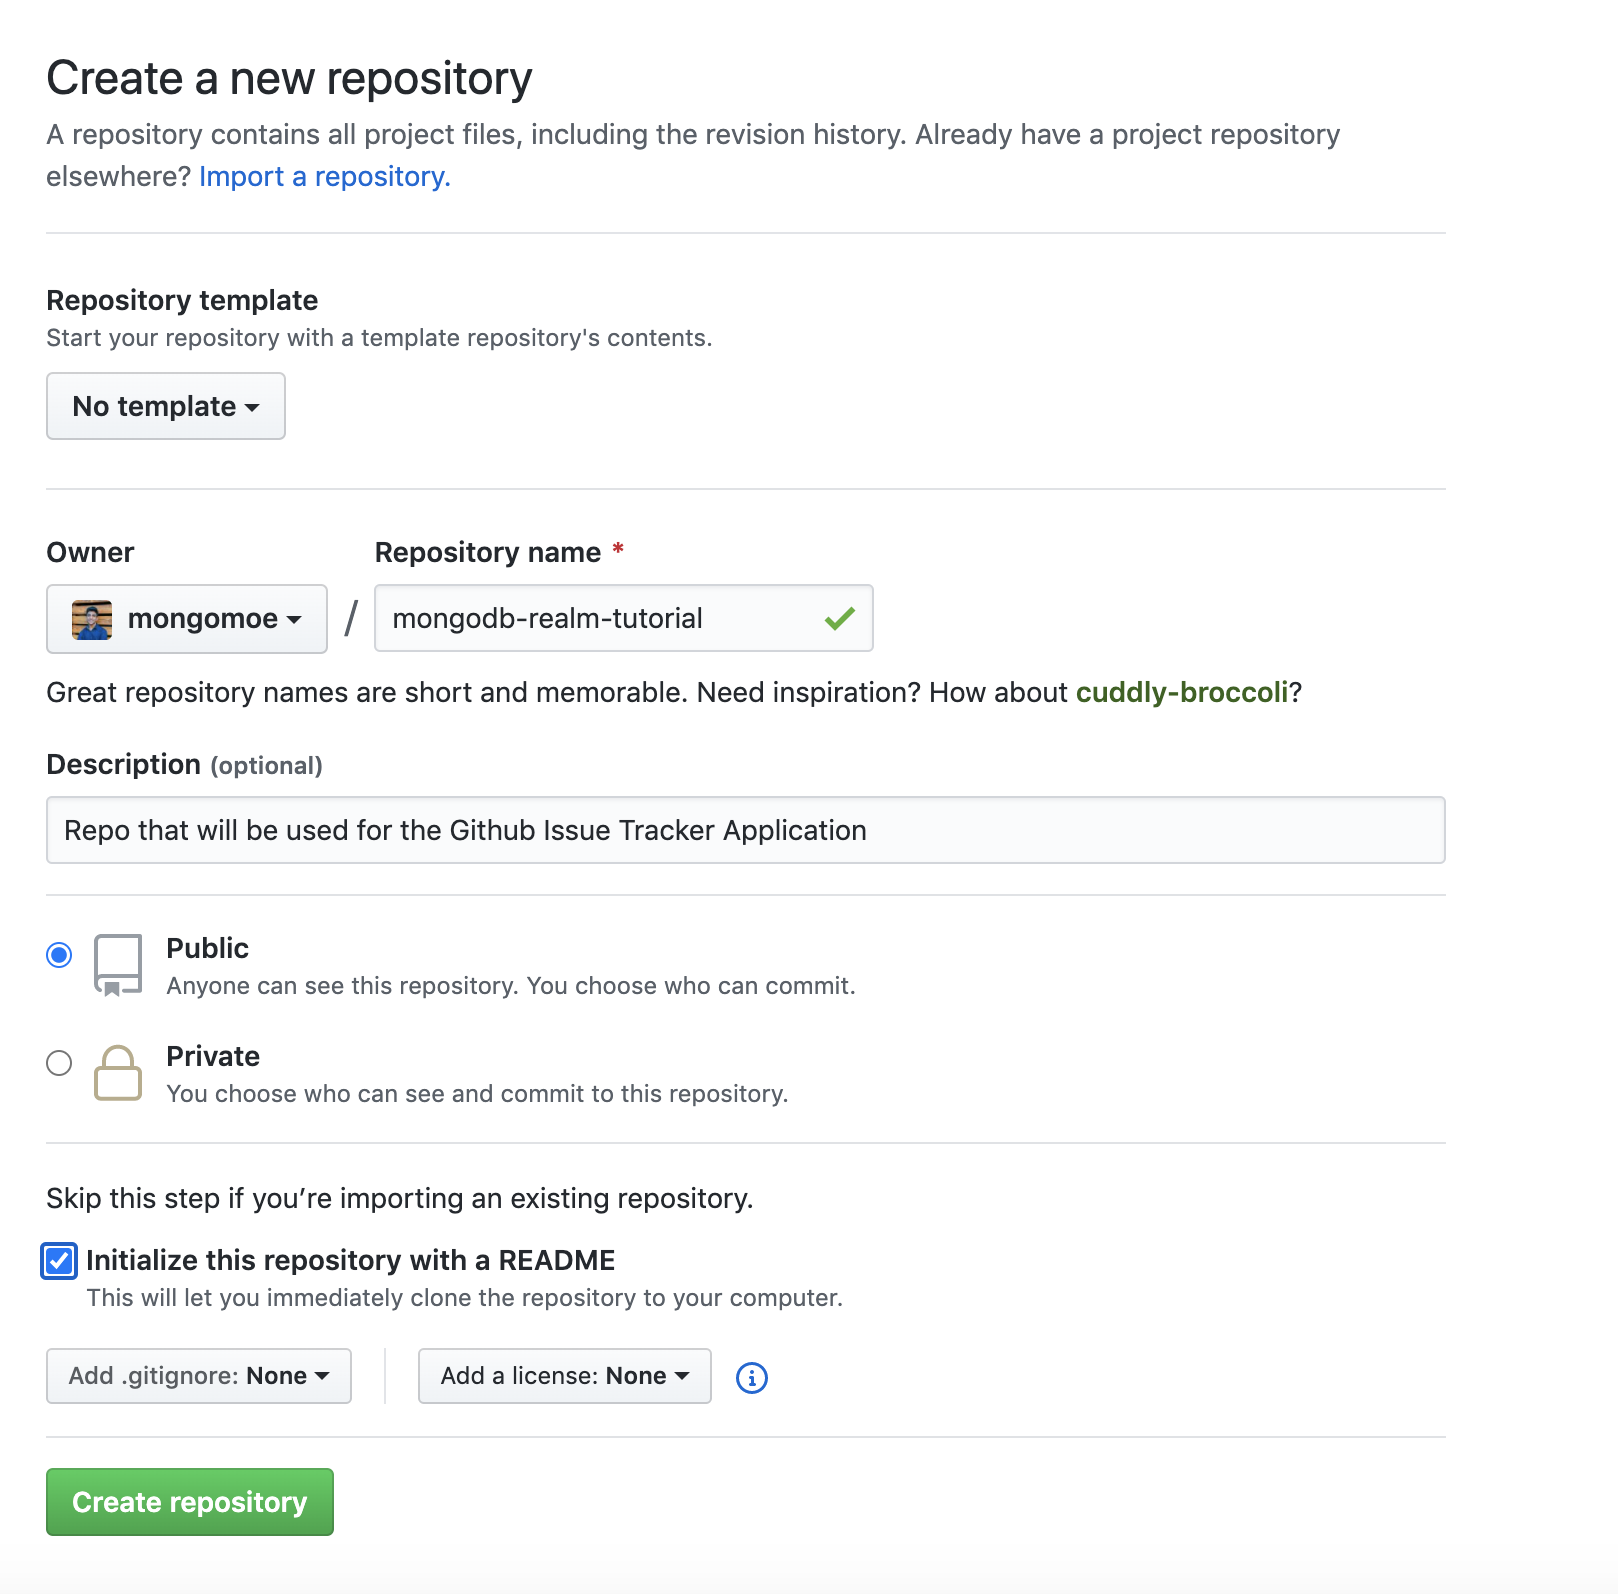 Create a new repository
A repository contains all project files, including the revision history. Already have a project repository
elsewhere? Import a repository.
Repository template
Start your repository with a template repository's contents.
No template
Owner
Repository name *
mongomoe / mongodb-realm-tutorial
Great repository names are short and memorable. Need inspiration? How about cuddly-broccoli?
Description (optional)
Repo that will be used for the Github Issue Tracker Application
Public
Anyone can see this repository. You choose who can commit.
Private
You choose who can see and commit to this repository.
Skip this step if you’re importing an existing repository.
Initialize this repository with a README
This will let you immediately clone the repository to your computer.
Add .gitignore: None
Add a license: None
Create repository